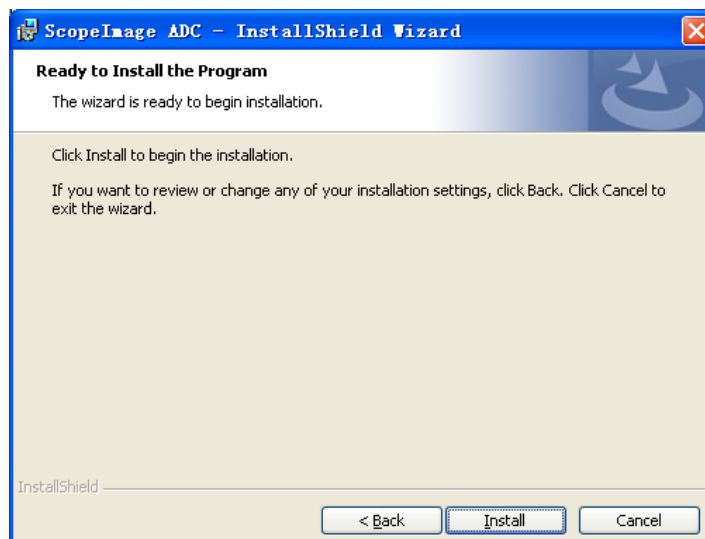 ScopeImage ADC - InstallShield Wizard
Ready to Install the Program
The wizard is ready to begin installation.
Click Install to begin the installation.
If you want to review or change any of your installation settings, click Back. Click Cancel to
exit the wizard.
InstallShield
< Back
Install
Cancel